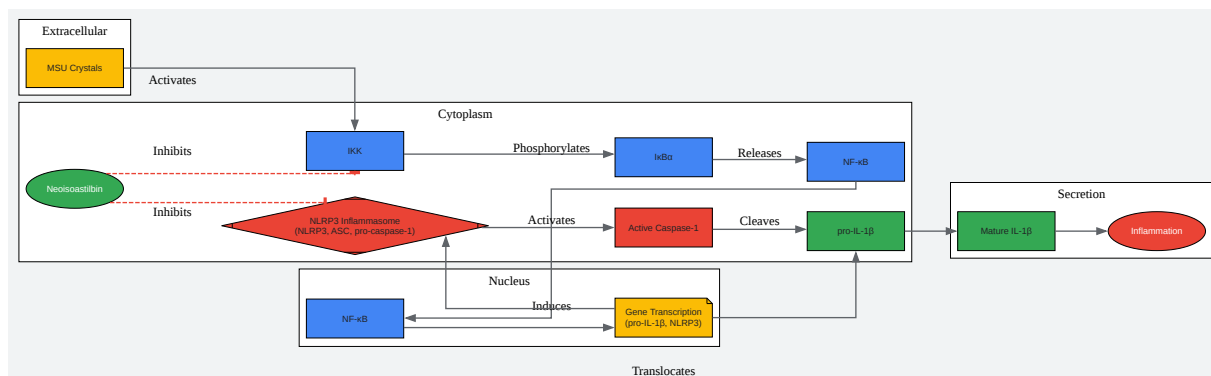 Extracellular
MSU Crystals
Activates
Cytoplasm
Inhibits
IKK
Phosphorylates
IκBα
Releases
NF-κB
Neoisoastilbin
Inhibits
NLRP3 Inflammasome
(NLRP3, ASC, pro-caspase-1)
Activates
Active Caspase-1
Cleaves
pro-IL-1β
Secretion
Mature IL-1β
Inflammation
Nucleus
NF-κB
Induces
Gene Transcription
(pro-IL-1β, NLRP3)
Translocates